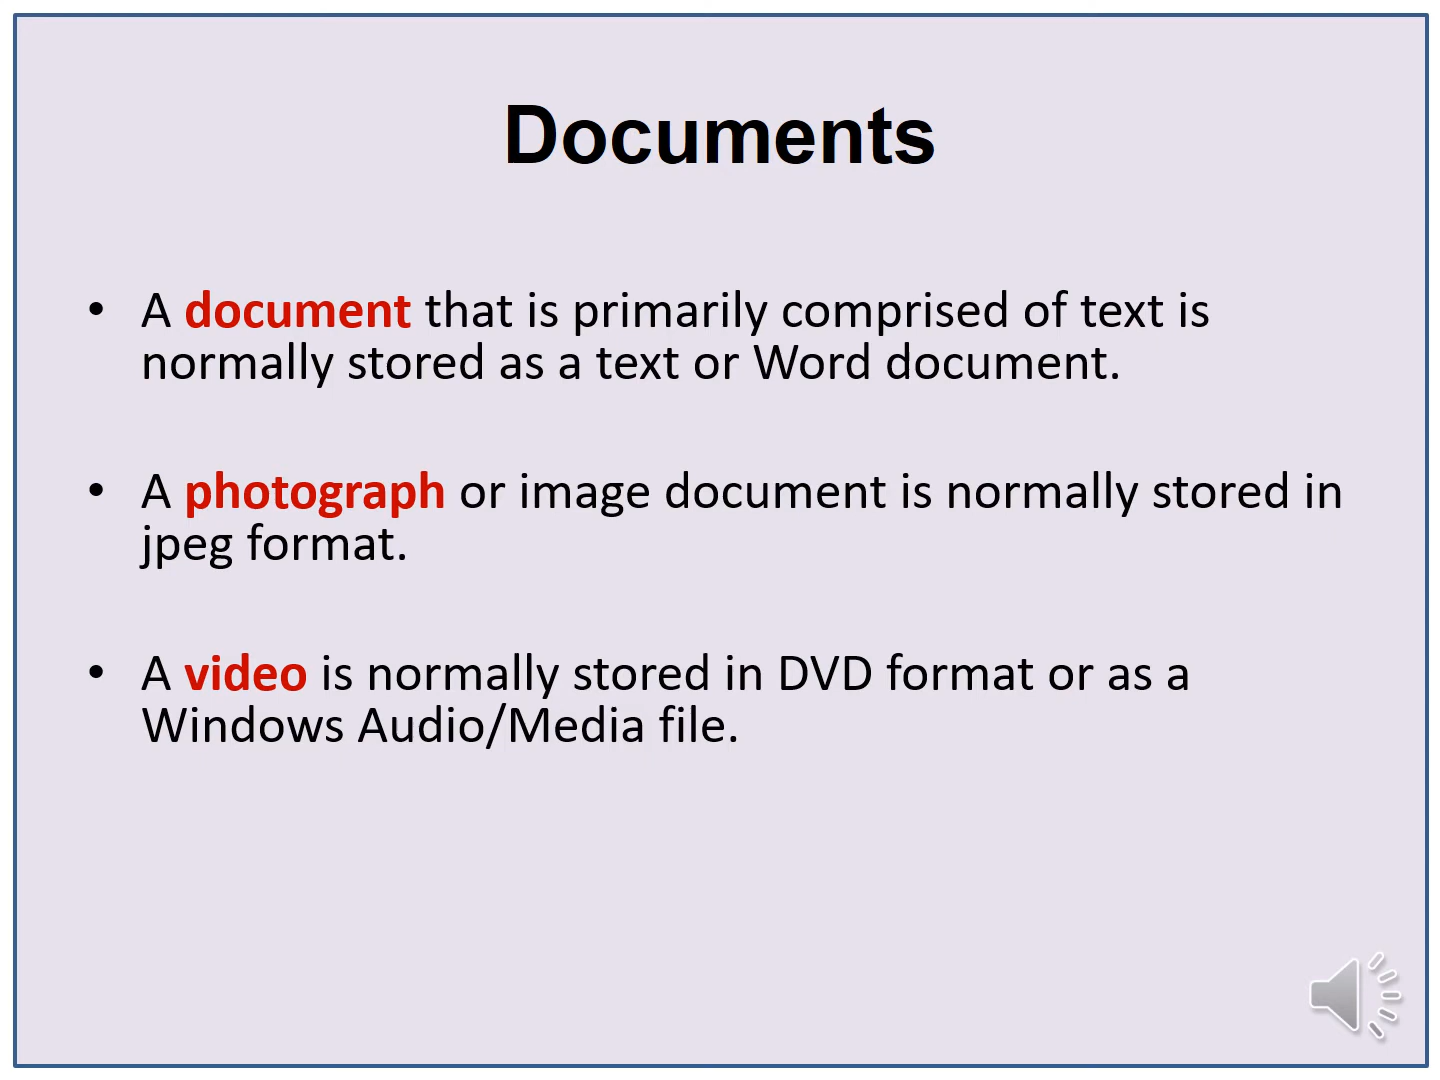 Documents
• A document that is primarily comprised of text is
normally stored as a text or Word document.
• A photograph or image document is normally stored in
jpeg format.
• A video is normally stored in DVD format or as a
Windows Audio/Media file.